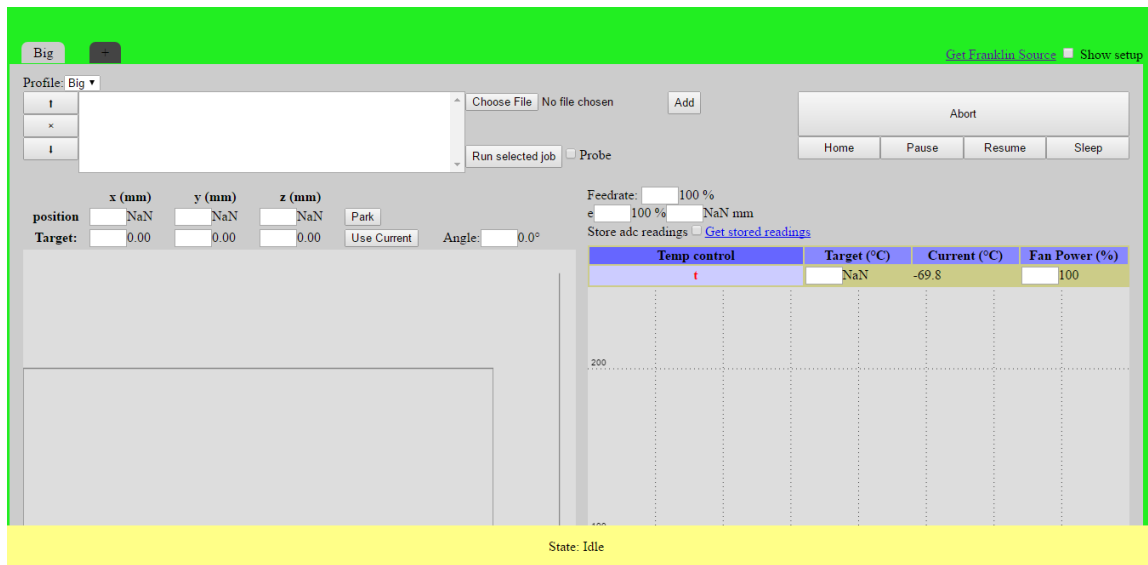 Big +
Get Franklin Source Show setup
Profile: Big ▼
↑
×
↓
Choose File No file chosen Add
Run selected job Probe
Abort
Home Pause Resume Sleep
x (mm) y (mm) z (mm)
position NaN NaN NaN Park
Target: 0.00 0.00 0.00 Use Current Angle: 0.0°
Feedrate: 100 %
e 100 % NaN mm
Store adc readings Get stored readings
Temp control Target (°C) Current (°C) Fan Power (%)
t NaN -69.8 100
200
100
State: Idle